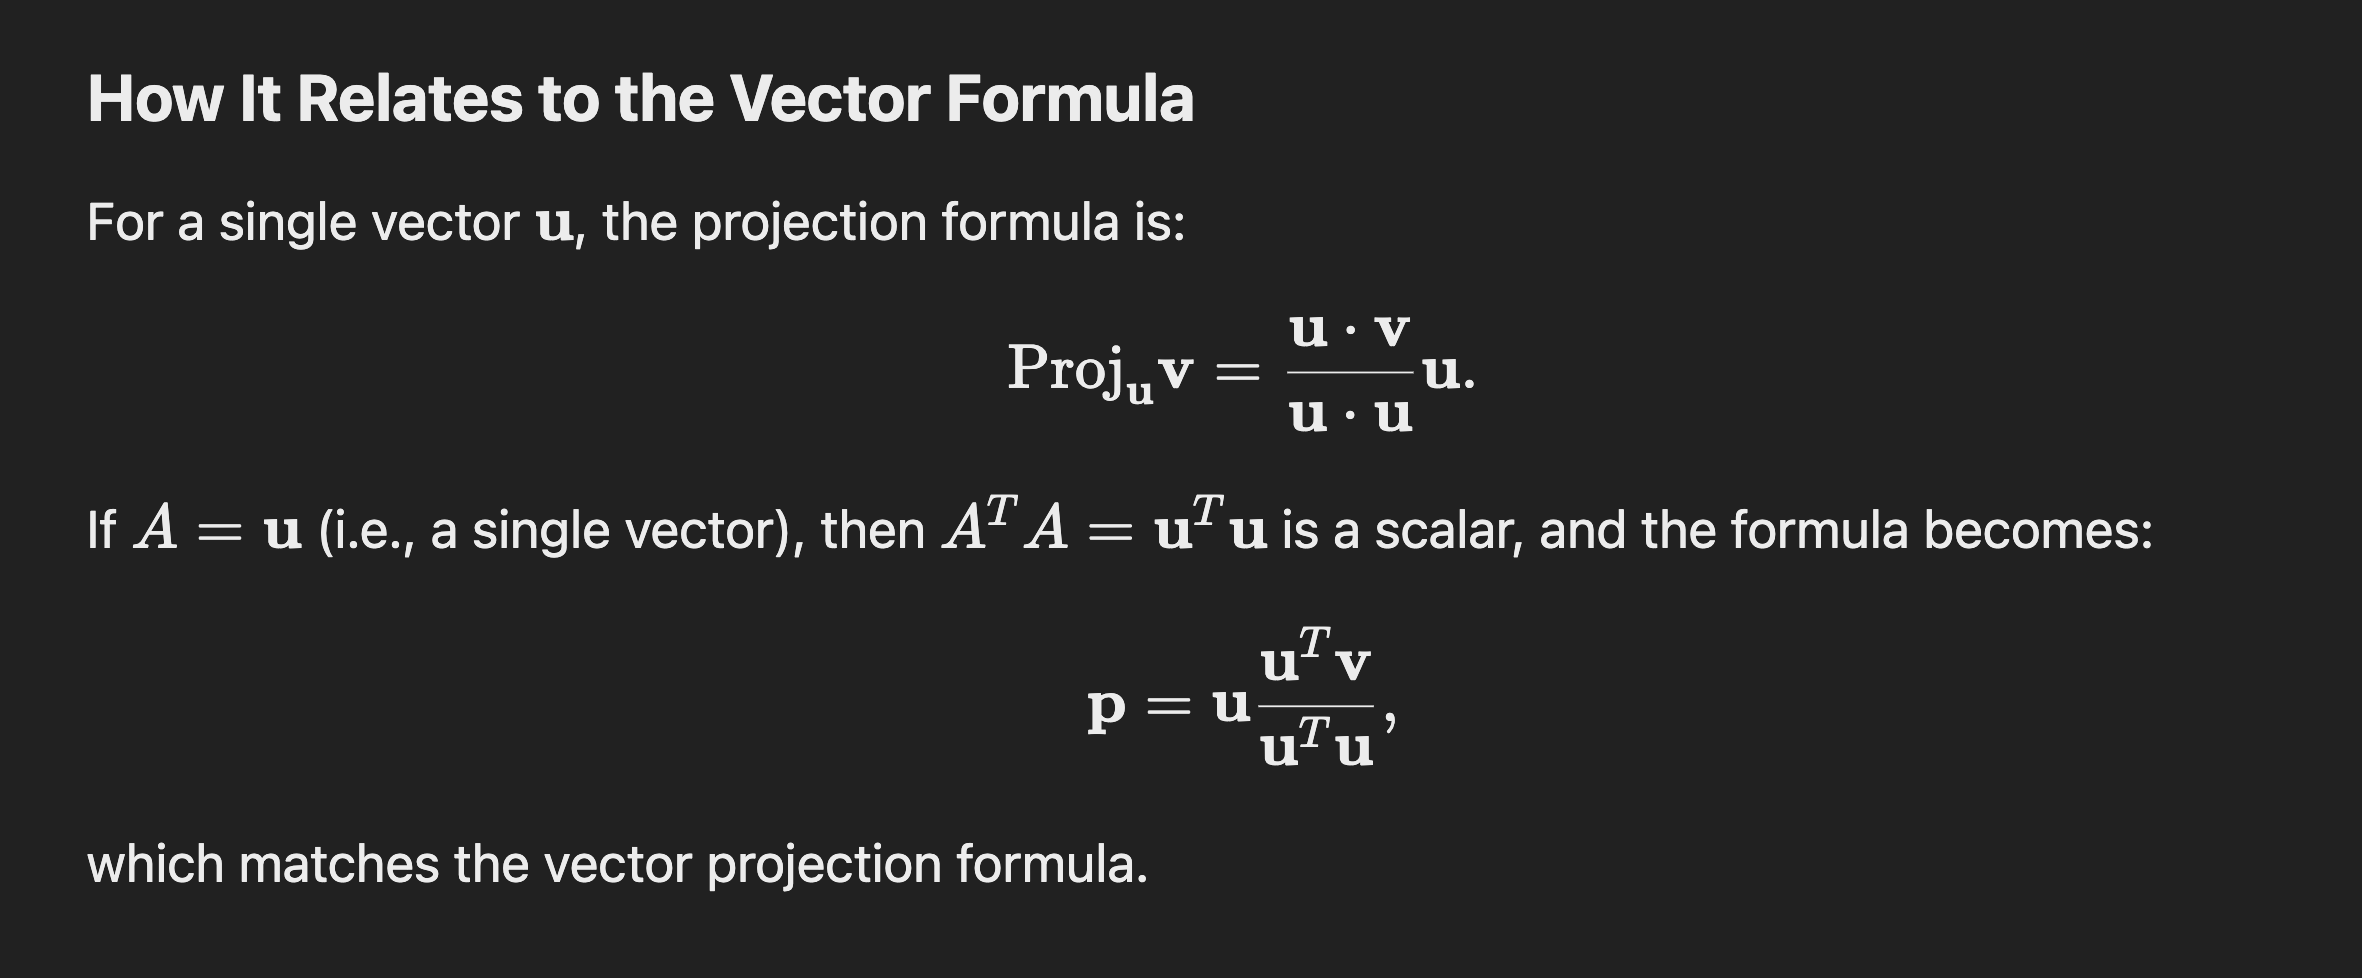 How It Relates to the Vector Formula
For a single vector $\mathbf{u}$, the projection formula is:
$$\text{Proj}_{\mathbf{u}} \mathbf{v} = \frac{\mathbf{u} \cdot \mathbf{v}}{\mathbf{u} \cdot \mathbf{u}} \mathbf{u}.$$
If $A = \mathbf{u}$ (i.e., a single vector), then $A^T A = \mathbf{u}^T \mathbf{u}$ is a scalar, and the formula becomes:
$$\mathbf{p} = \mathbf{u} \frac{\mathbf{u}^T \mathbf{v}}{\mathbf{u}^T \mathbf{u}},$$
which matches the vector projection formula.